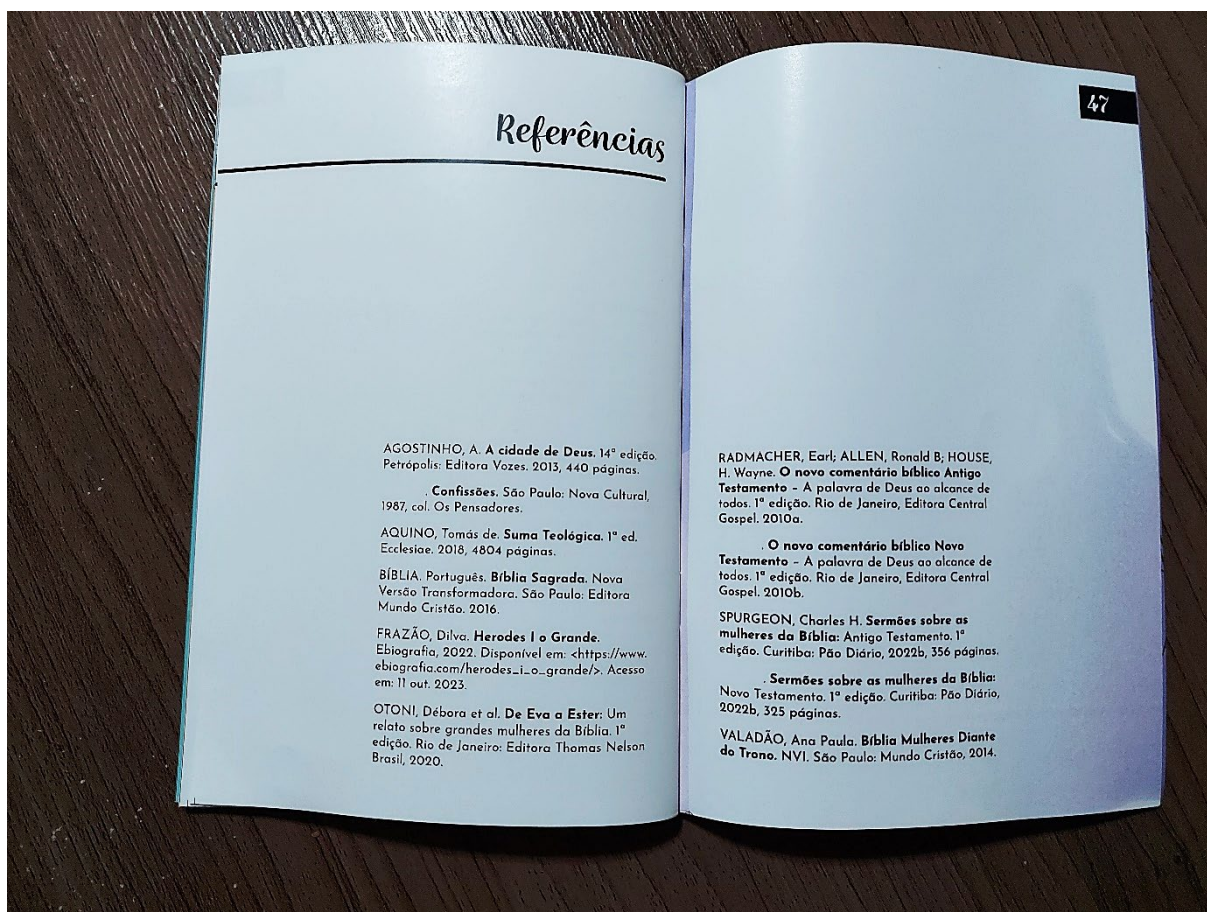 Referências
AGOSTINHO, A. A cidade de Deus. 14ª edição.
Petrópolis: Editora Vozes. 2013, 440 páginas.
. Confissões. São Paulo: Nova Cultural,
1987, col. Os Pensadores.
AQUINO, Tomás de. Suma Teológica. 1ª ed.
Ecclesiae. 2018, 4804 páginas.
BÍBLIA. Português. Bíblia Sagrada. Nova
Versão Transformadora. São Paulo: Editora
Mundo Cristão. 2016.
FRAZÃO, Dilva. Herodes I o Grande.
Ebiografia, 2022. Disponível em: <https://www.
ebiografia.com/herodes_i_o_grande/>. Acesso
em: 11 out. 2023.
OTONI, Débora et al. De Eva a Ester: Um
relato sobre grandes mulheres da Bíblia. 1ª
edição. Rio de Janeiro: Editora Thomas Nelson
Brasil, 2020.
47
RADMACHER, Earl; ALLEN, Ronald B; HOUSE,
H. Wayne. O novo comentário bíblico Antigo
Testamento – A palavra de Deus ao alcance de
todos. 1ª edição. Rio de Janeiro, Editora Central
Gospel. 2010a.
. O novo comentário bíblico Novo
Testamento – A palavra de Deus ao alcance de
todos. 1ª edição. Rio de Janeiro, Editora Central
Gospel. 2010b.
SPURGEON, Charles H. Sermões sobre as
mulheres da Bíblia: Antigo Testamento. 1ª
edição. Curitiba: Pão Diário, 2022b, 356 páginas.
. Sermões sobre as mulheres da Bíblia:
Novo Testamento. 1ª edição. Curitiba: Pão Diário,
2022b, 325 páginas.
VALADÃO, Ana Paula. Bíblia Mulheres Diante
do Trono. NVI. São Paulo: Mundo Cristão, 2014.